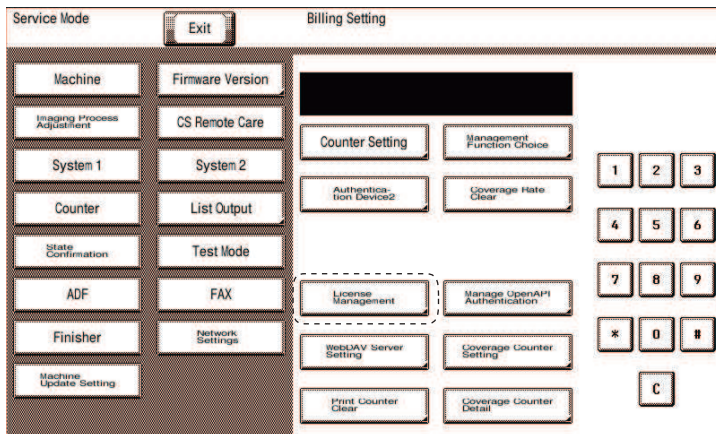 Service Mode
Exit
Billing Setting
Machine
Firmware Version
Imaging Process
Adjustment
CS Remote Care
System 1
System 2
Counter
List Output
State
Confirmation
Test Mode
ADF
FAX
Finisher
Network
Settings
Machine
Update Setting
Counter Setting
Management
Function Choice
Authentica-
tion Device2
Coverage Rate
Clear
License
Management
Manage OpenAPI
Authentication
WebDAV Server
Setting
Coverage Counter
Setting
Print Counter
Clear
Coverage Counter
Detail
1 2 3
4 5 6
7 8 9
* 0 #
C